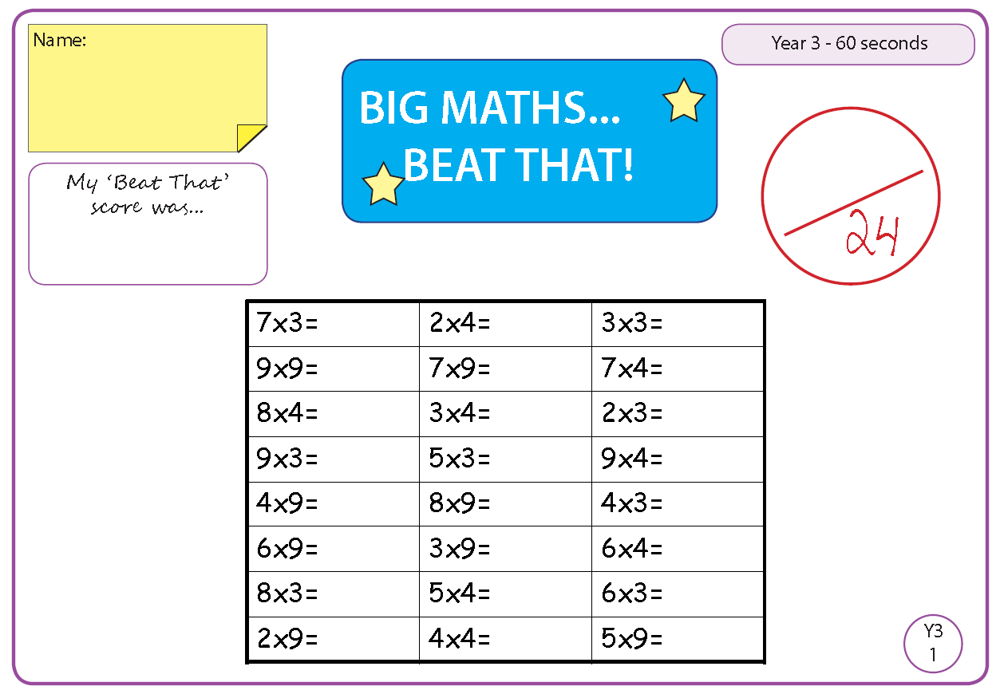 Name:
Year 3 - 60 seconds
BIG MATHS...
BEAT THAT!
My ‘Beat That’
score was...
24
7x3= 2x4= 3x3=
9x9= 7x9= 7x4=
8x4= 3x4= 2x3=
9x3= 5x3= 9x4=
4x9= 8x9= 4x3=
6x9= 3x9= 6x4=
8x3= 5x4= 6x3=
2x9= 4x4= 5x9=
Y3
1